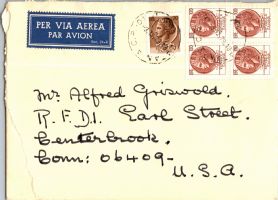 PER VIA AEREA
PAR AVION
Mr. Alfred Griswold.
R. F. D. 1. Earl Street.
Centerbrook.
Conn: 06409-
U. S. A.